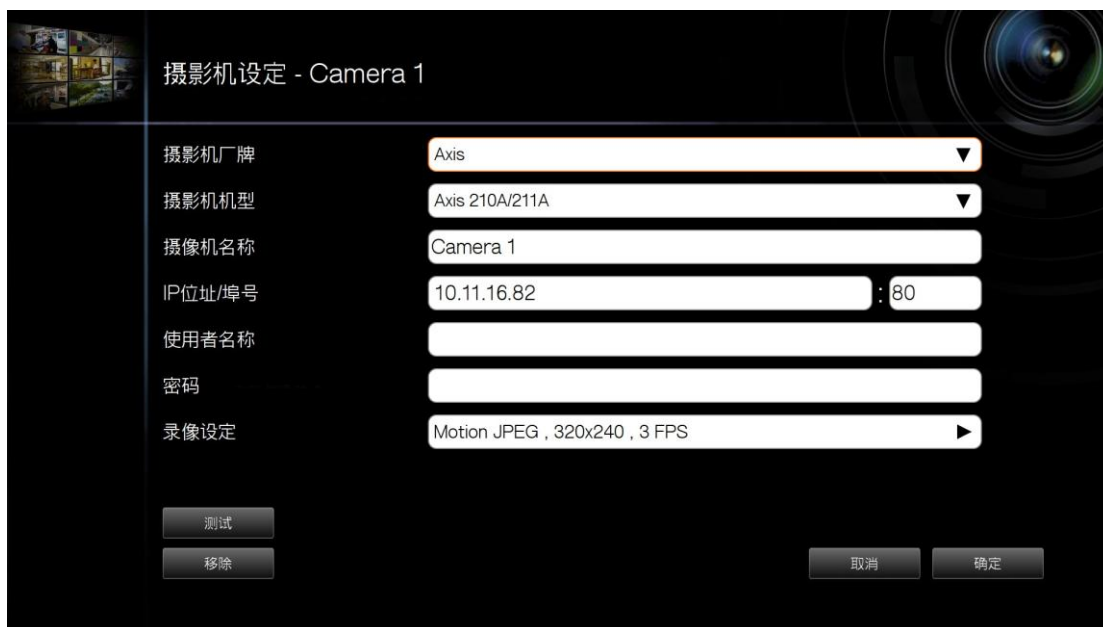 摄影机设定 - Camera 1
摄影机厂牌 Axis
摄影机机型 Axis 210A/211A
摄像机名称 Camera 1
IP位址/埠号 10.11.16.82 : 80
使用者名称
密码
录像设定 Motion JPEG , 320x240 , 3 FPS
测试
移除 取消 确定